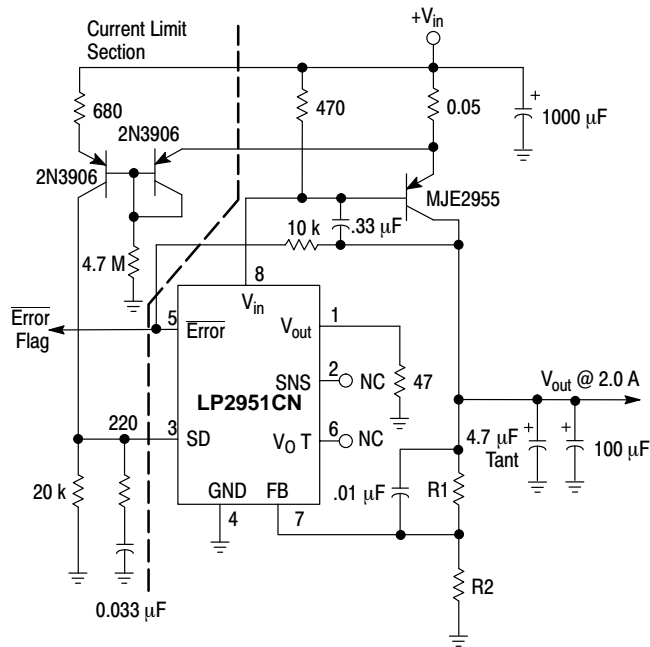 Current Limit
Section
+Vin
680
470
0.05
+
1000 µF
2N3906
2N3906
MJE2955
10 k
.33 µF
4.7 M
8
Vin
Error
Flag
5
Error
Vout
1
SNS
2
NC
47
LP2951CN
Vout @ 2.0 A
220
3
SD
VO T
6
NC
4.7 µF
Tant
+
+
100 µF
20 k
GND
FB
.01 µF
R1
4
7
R2
0.033 µF